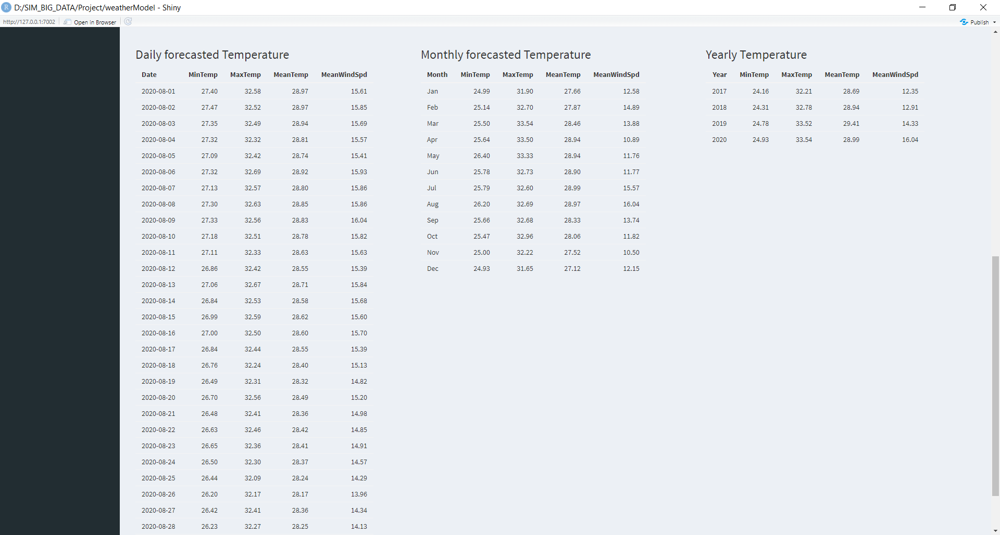 D:/SIM_BIG_DATA/Project/weatherModel - Shiny
http://127.0.0.1:7002 Open in Browser Publish
Daily forecasted Temperature
Date MinTemp MaxTemp MeanTemp MeanWindSpd
2020-08-01 27.40 32.58 28.97 15.61
2020-08-02 27.47 32.52 28.97 15.85
2020-08-03 27.35 32.49 28.94 15.69
2020-08-04 27.32 32.32 28.81 15.57
2020-08-05 27.09 32.42 28.74 15.41
2020-08-06 27.32 32.69 28.92 15.93
2020-08-07 27.13 32.57 28.80 15.86
2020-08-08 27.30 32.63 28.85 15.86
2020-08-09 27.33 32.56 28.83 16.04
2020-08-10 27.18 32.51 28.78 15.82
2020-08-11 27.11 32.33 28.63 15.63
2020-08-12 26.86 32.42 28.55 15.39
2020-08-13 27.06 32.67 28.71 15.84
2020-08-14 26.84 32.53 28.58 15.68
2020-08-15 26.99 32.59 28.62 15.60
2020-08-16 27.00 32.50 28.60 15.70
2020-08-17 26.84 32.44 28.55 15.39
2020-08-18 26.76 32.24 28.40 15.13
2020-08-19 26.49 32.31 28.32 14.82
2020-08-20 26.70 32.56 28.49 15.20
2020-08-21 26.48 32.41 28.36 14.98
2020-08-22 26.63 32.46 28.42 14.85
2020-08-23 26.65 32.36 28.41 14.91
2020-08-24 26.50 32.30 28.37 14.57
2020-08-25 26.44 32.09 28.24 14.29
2020-08-26 26.20 32.17 28.17 13.96
2020-08-27 26.42 32.41 28.36 14.34
2020-08-28 26.23 32.27 28.25 14.13
Monthly forecasted Temperature
Month MinTemp MaxTemp MeanTemp MeanWindSpd
Jan 24.99 31.90 27.66 12.58
Feb 25.14 32.70 27.87 14.89
Mar 25.50 33.54 28.46 13.88
Apr 25.64 33.50 28.94 10.89
May 26.40 33.33 28.94 11.76
Jun 25.78 32.73 28.90 11.77
Jul 25.79 32.60 28.99 15.57
Aug 26.20 32.69 28.97 16.04
Sep 25.66 32.68 28.33 13.74
Oct 25.47 32.96 28.06 11.82
Nov 25.00 32.22 27.52 10.50
Dec 24.93 31.65 27.12 12.15
Yearly Temperature
Year MinTemp MaxTemp MeanTemp MeanWindSpd
2017 24.16 32.21 28.69 12.35
2018 24.31 32.78 28.94 12.91
2019 24.78 33.52 29.41 14.33
2020 24.93 33.54 28.99 16.04